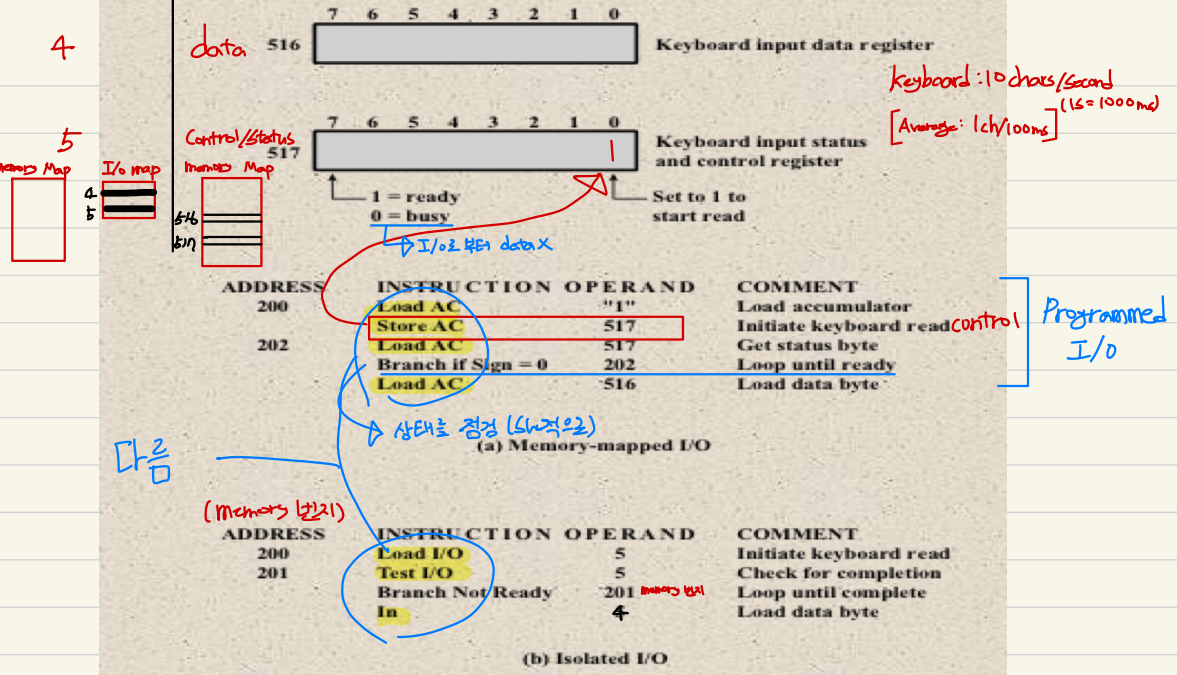 7 6 5 4 3 2 1 0
4 data 516 Keyboard input data register
Keyboard : 10 chars/second
(1s = 1000ms)
[Average : 1ch/100ms]
7 6 5 4 3 2 1 0
5 Control/Status
517 1 Keyboard input status
and control register
Memory Map I/O map Memory Map
4
5
516
517
1 = ready
0 = busy
Set to 1 to
start read
I/O로부터 data X
ADDRESS INSTRUCTION OPERAND COMMENT
200 Load AC "1" Load accumulator
Store AC 517 Initiate keyboard read control
202 Load AC 517 Get status byte
Branch if Sign = 0 202 Loop until ready
Load AC 516 Load data byte
Programmed
I/O
상태를 점검 (SW적으로)
(a) Memory-mapped I/O
다름
(Memory 번지)
ADDRESS INSTRUCTION OPERAND COMMENT
200 Load I/O 5 Initiate keyboard read
201 Test I/O 5 Check for completion
Branch Not Ready 201 memory 번지 Loop until complete
In 4 Load data byte
(b) Isolated I/O